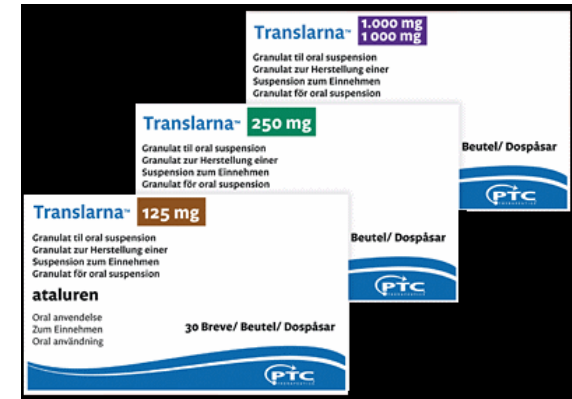 Translarna™ 1.000 mg
1 000 mg
Granulat til oral suspension
Granulat zur Herstellung einer
Suspension zum Einnehmen
Granulat för oral suspension
Beutel/ Dospåsar
PTC
THERAPEUTICS
Translarna™ 250 mg
Granulat til oral suspension
Granulat zur Herstellung einer
Suspension zum Einnehmen
Granulat för oral suspension
Beutel/ Dospåsar
PTC
THERAPEUTICS
Translarna™ 125 mg
Granulat til oral suspension
Granulat zur Herstellung einer
Suspension zum Einnehmen
Granulat för oral suspension
ataluren
Oral anvendelse
Zum Einnehmen
Oral användning
30 Breve/ Beutel/ Dospåsar
PTC
THERAPEUTICS